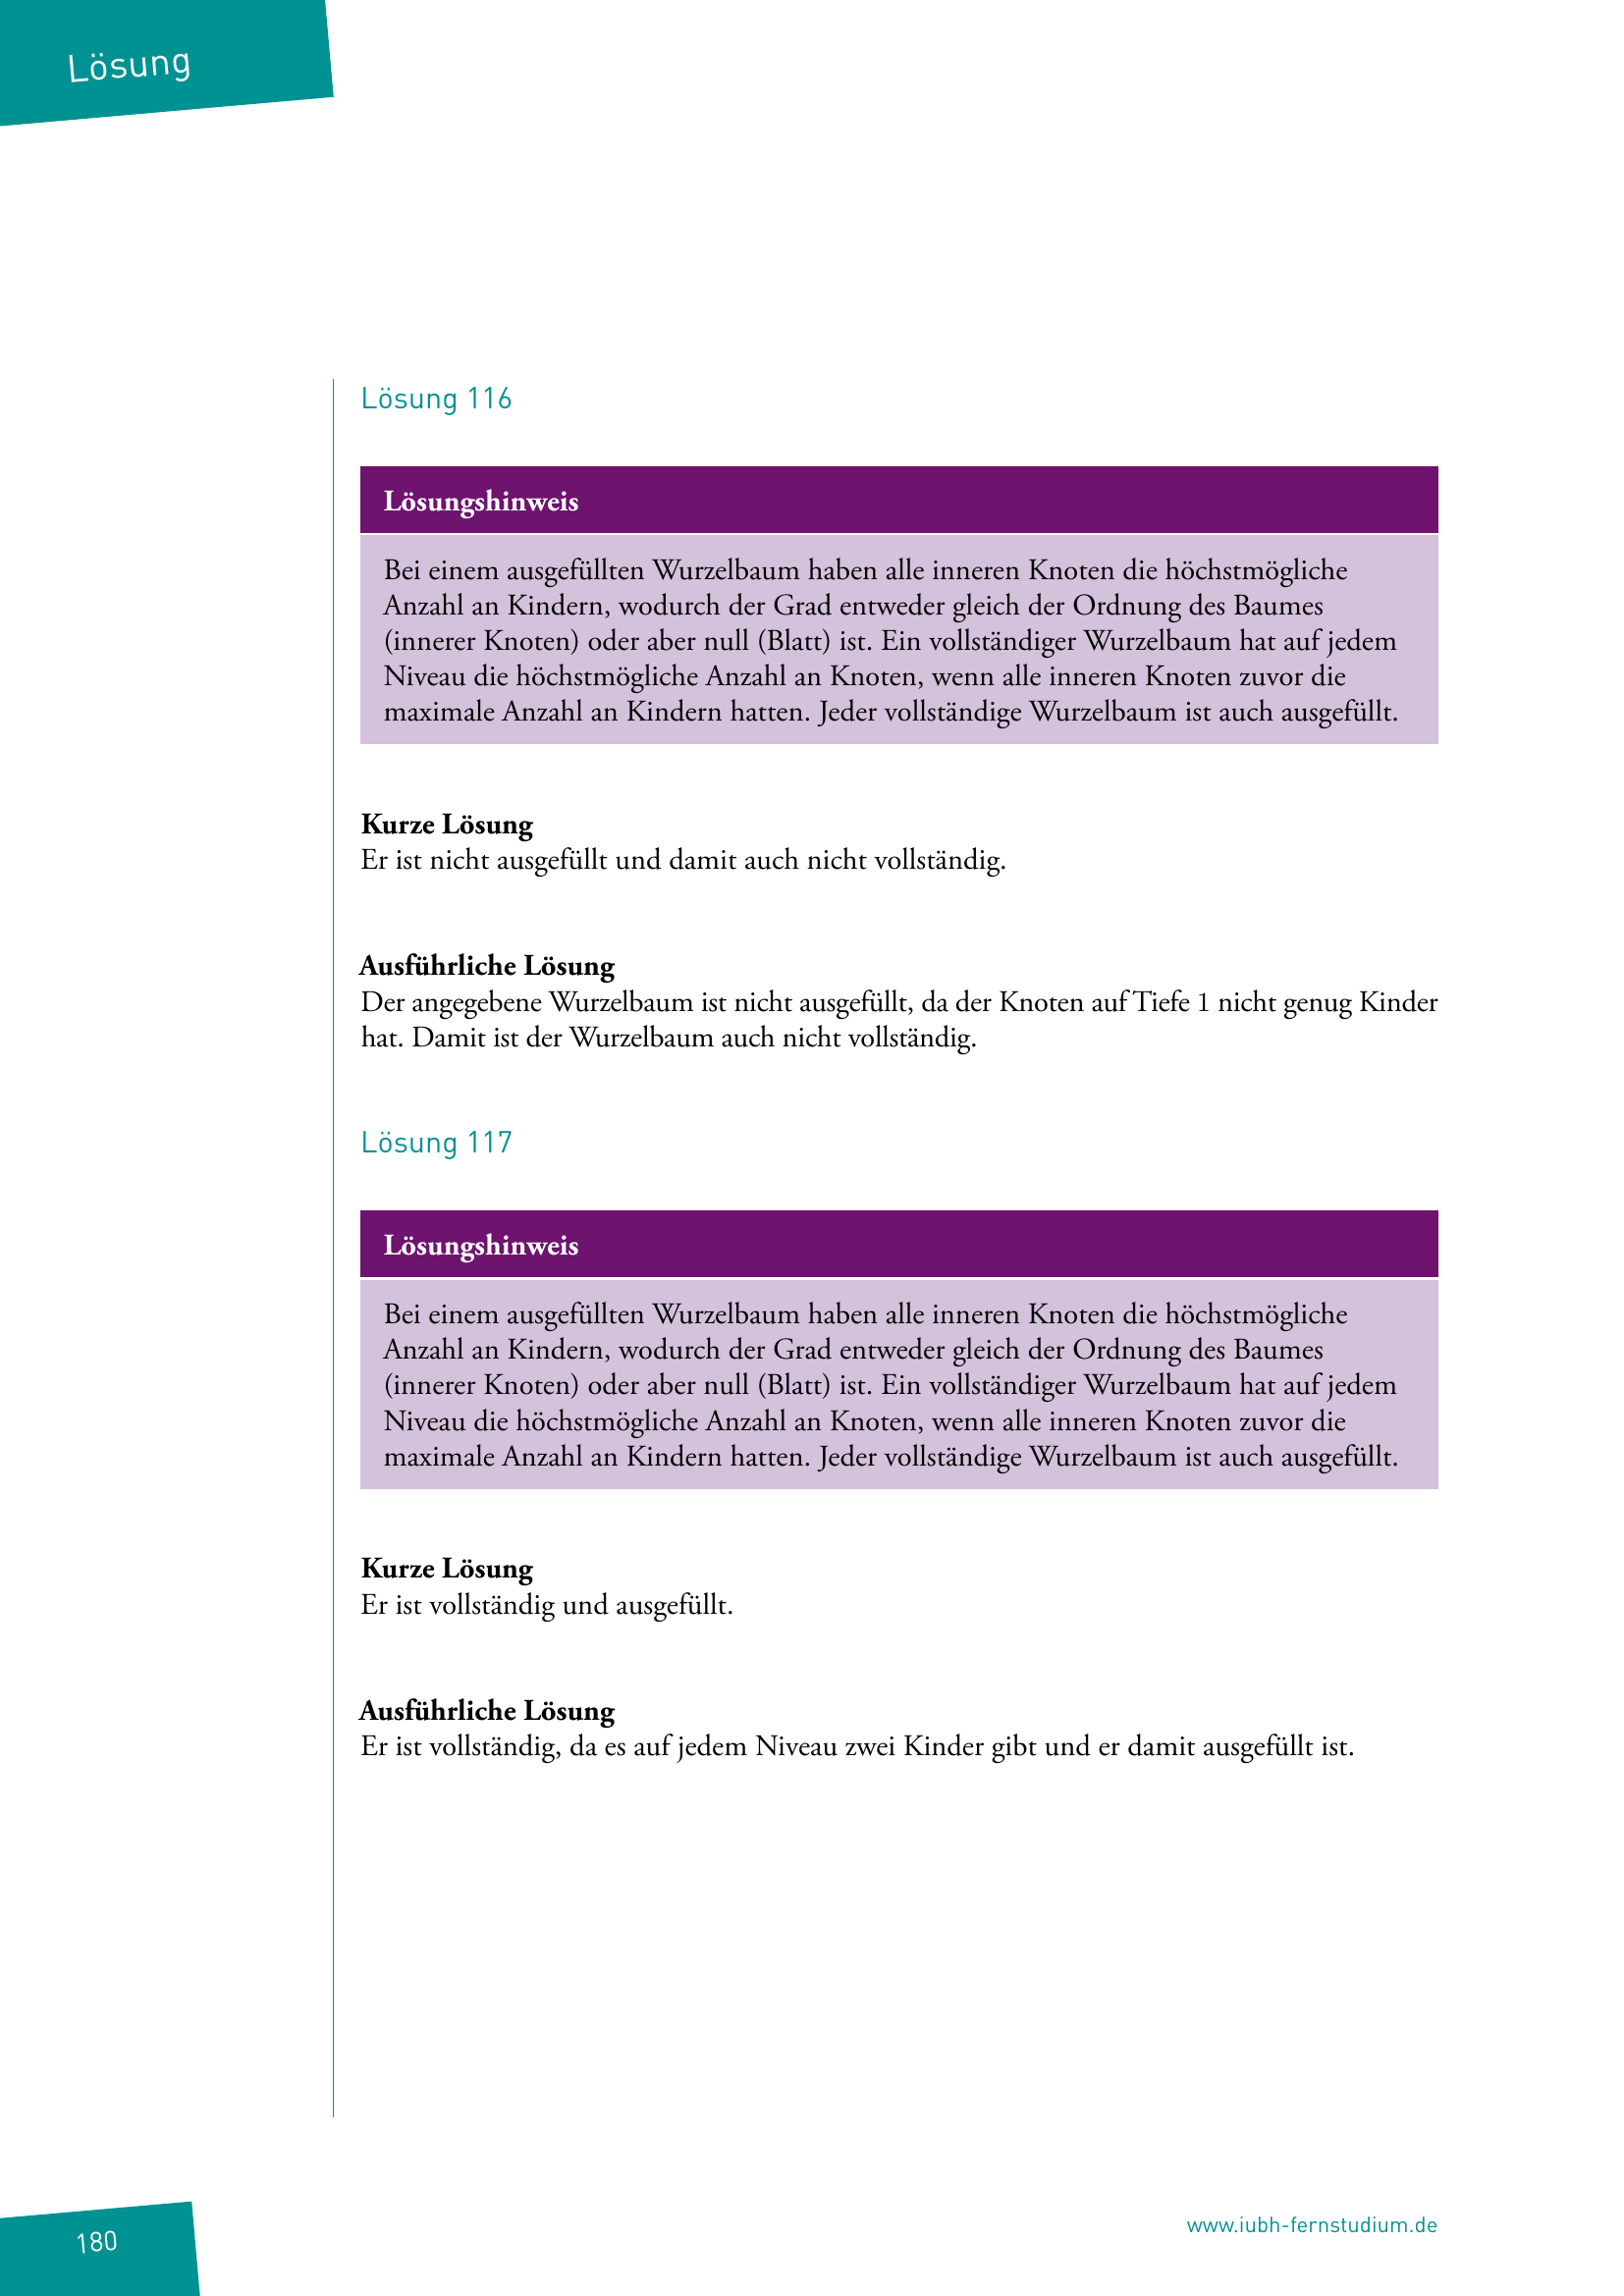 Lösung
Lösung 116
Lösungshinweis
Bei einem ausgefüllten Wurzelbaum haben alle inneren Knoten die höchstmögliche
Anzahl an Kindern, wodurch der Grad entweder gleich der Ordnung des Baumes
(innerer Knoten) oder aber null (Blatt) ist. Ein vollständiger Wurzelbaum hat auf jedem
Niveau die höchstmögliche Anzahl an Knoten, wenn alle inneren Knoten zuvor die
maximale Anzahl an Kindern hatten. Jeder vollständige Wurzelbaum ist auch ausgefüllt.
Kurze Lösung
Er ist nicht ausgefüllt und damit auch nicht vollständig.
Ausführliche Lösung
Der angegebene Wurzelbaum ist nicht ausgefüllt, da der Knoten auf Tiefe 1 nicht genug Kinder
hat. Damit ist der Wurzelbaum auch nicht vollständig.
Lösung 117
Lösungshinweis
Bei einem ausgefüllten Wurzelbaum haben alle inneren Knoten die höchstmögliche
Anzahl an Kindern, wodurch der Grad entweder gleich der Ordnung des Baumes
(innerer Knoten) oder aber null (Blatt) ist. Ein vollständiger Wurzelbaum hat auf jedem
Niveau die höchstmögliche Anzahl an Knoten, wenn alle inneren Knoten zuvor die
maximale Anzahl an Kindern hatten. Jeder vollständige Wurzelbaum ist auch ausgefüllt.
Kurze Lösung
Er ist vollständig und ausgefüllt.
Ausführliche Lösung
Er ist vollständig, da es auf jedem Niveau zwei Kinder gibt und er damit ausgefüllt ist.
www.iubh-fernstudium.de
180